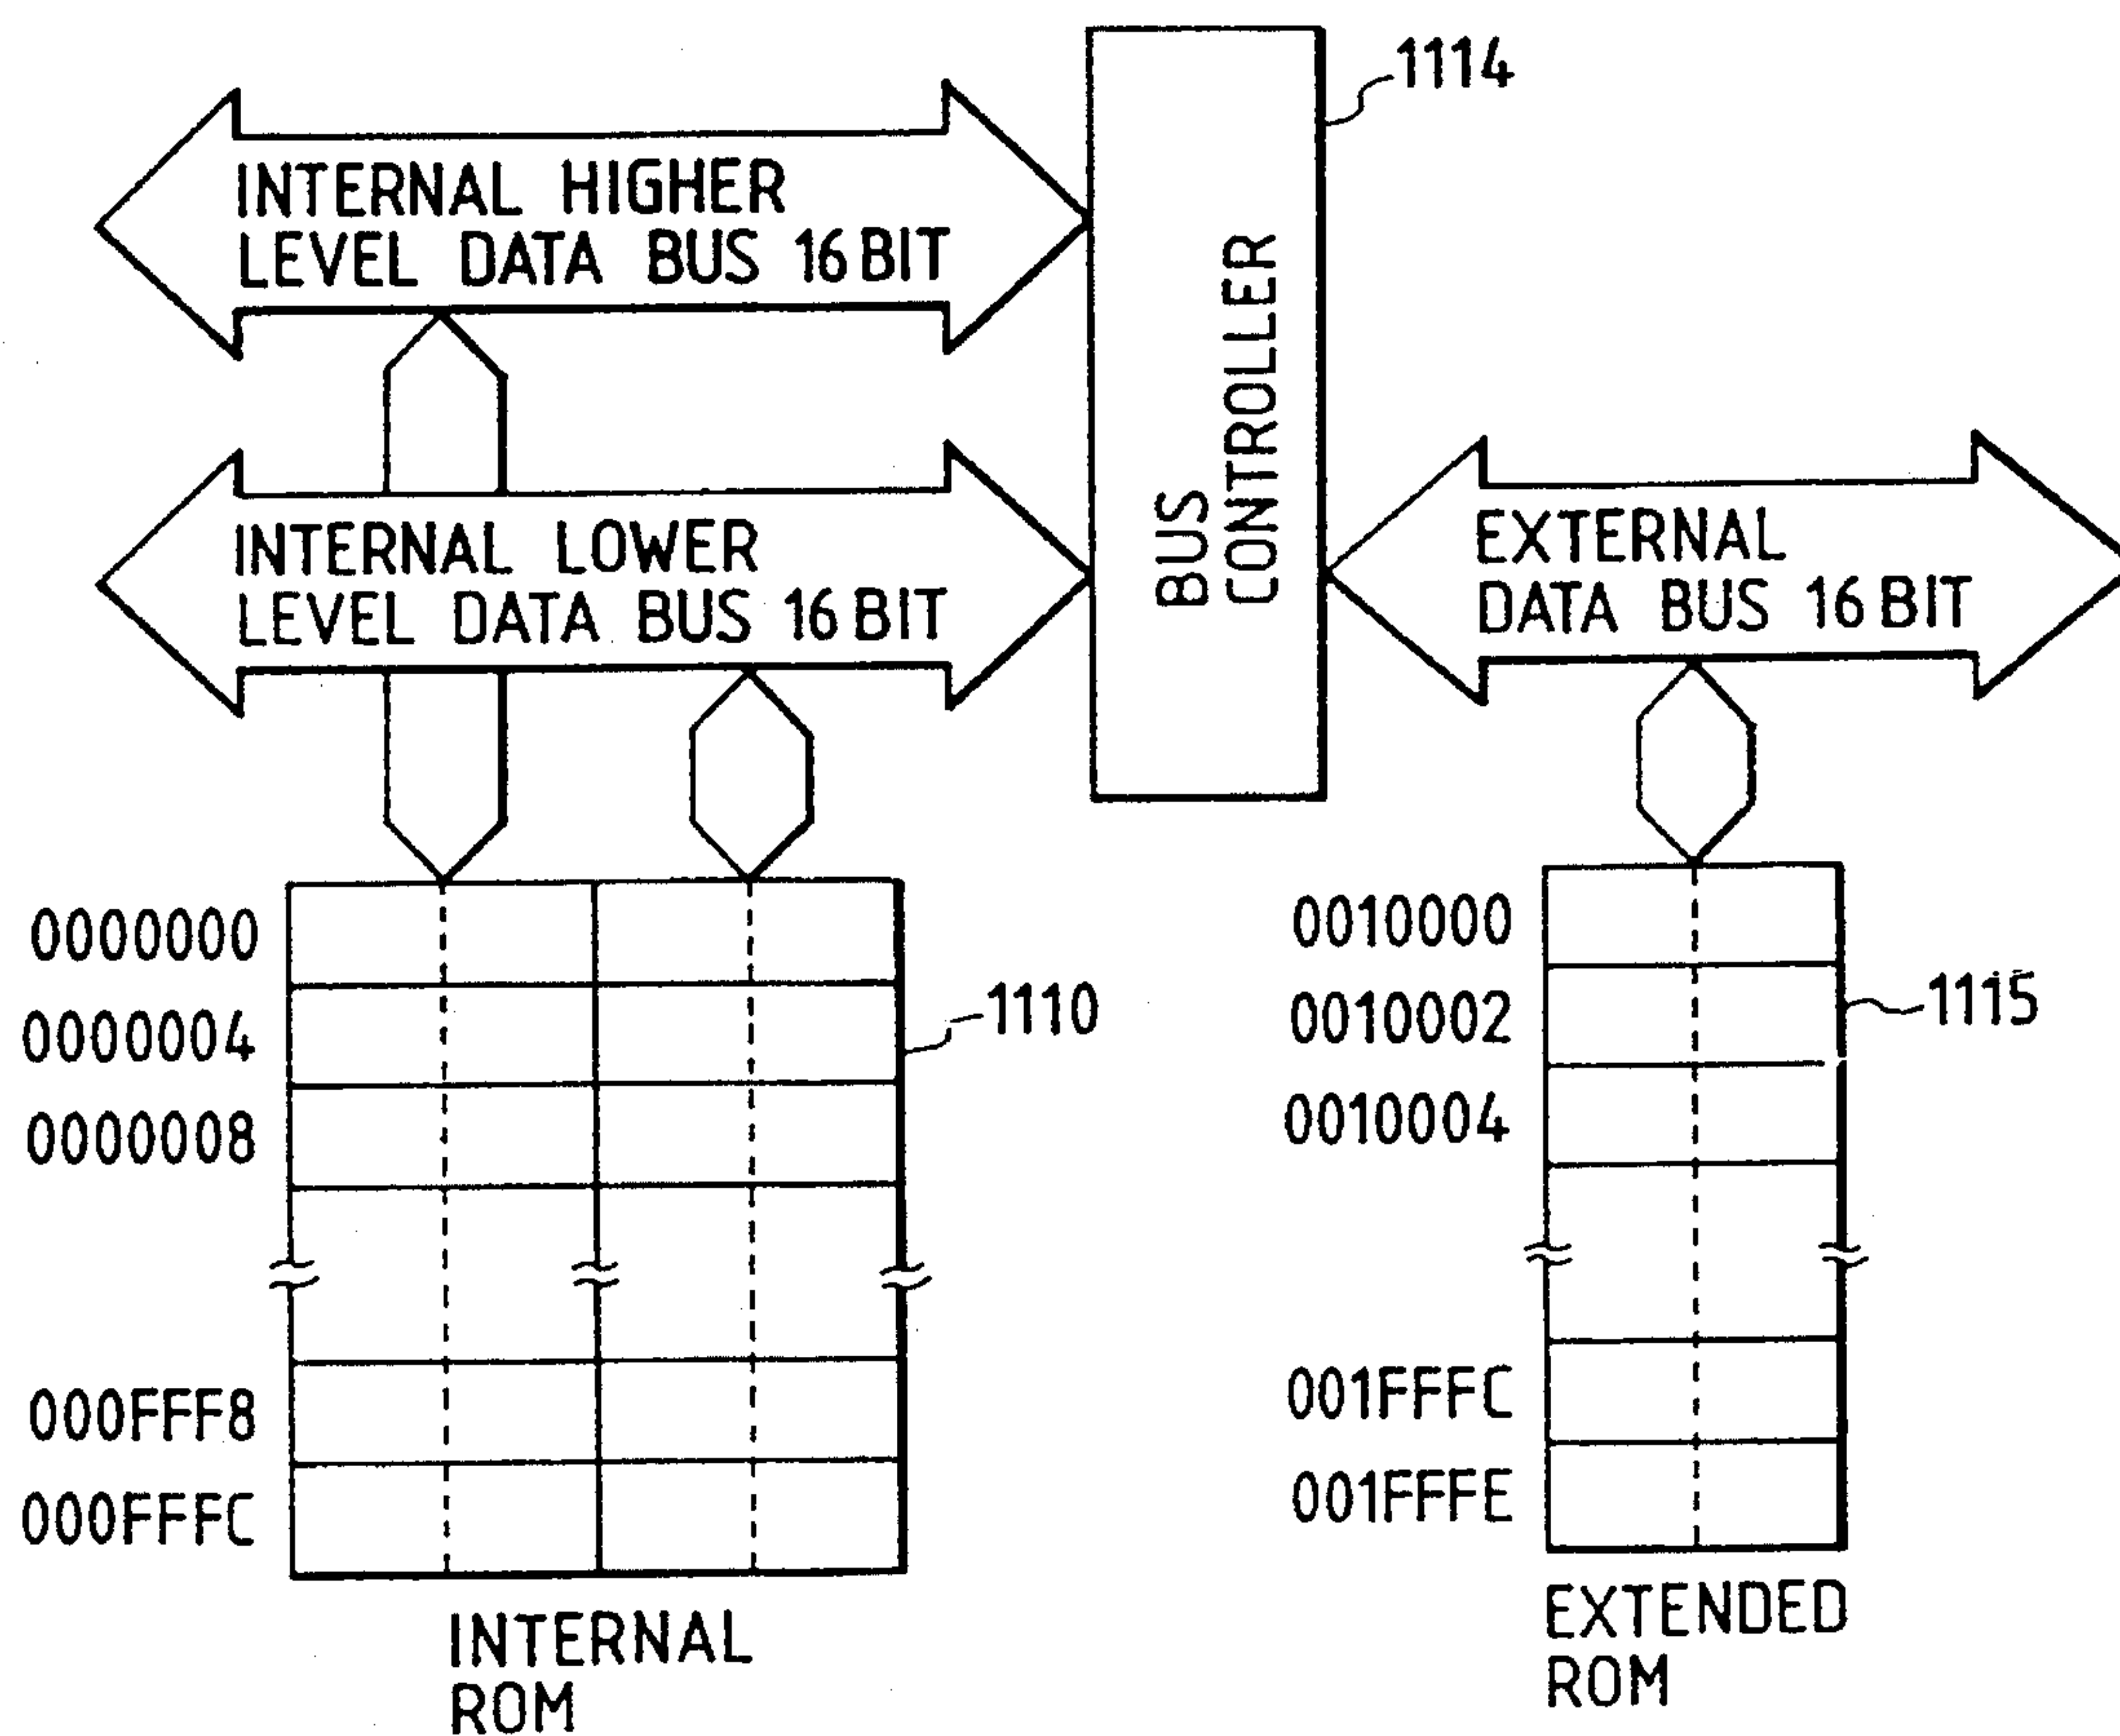 1114
INTERNAL HIGHER
LEVEL DATA BUS 16 BIT
BUS
CONTROLLER
INTERNAL LOWER
LEVEL DATA BUS 16 BIT
EXTERNAL
DATA BUS 16 BIT
0000000
0000004
0000008
000FFF8
000FFFC
1110
INTERNAL
ROM
0010000
0010002
0010004
001FFFC
001FFFE
1115
EXTENDED
ROM